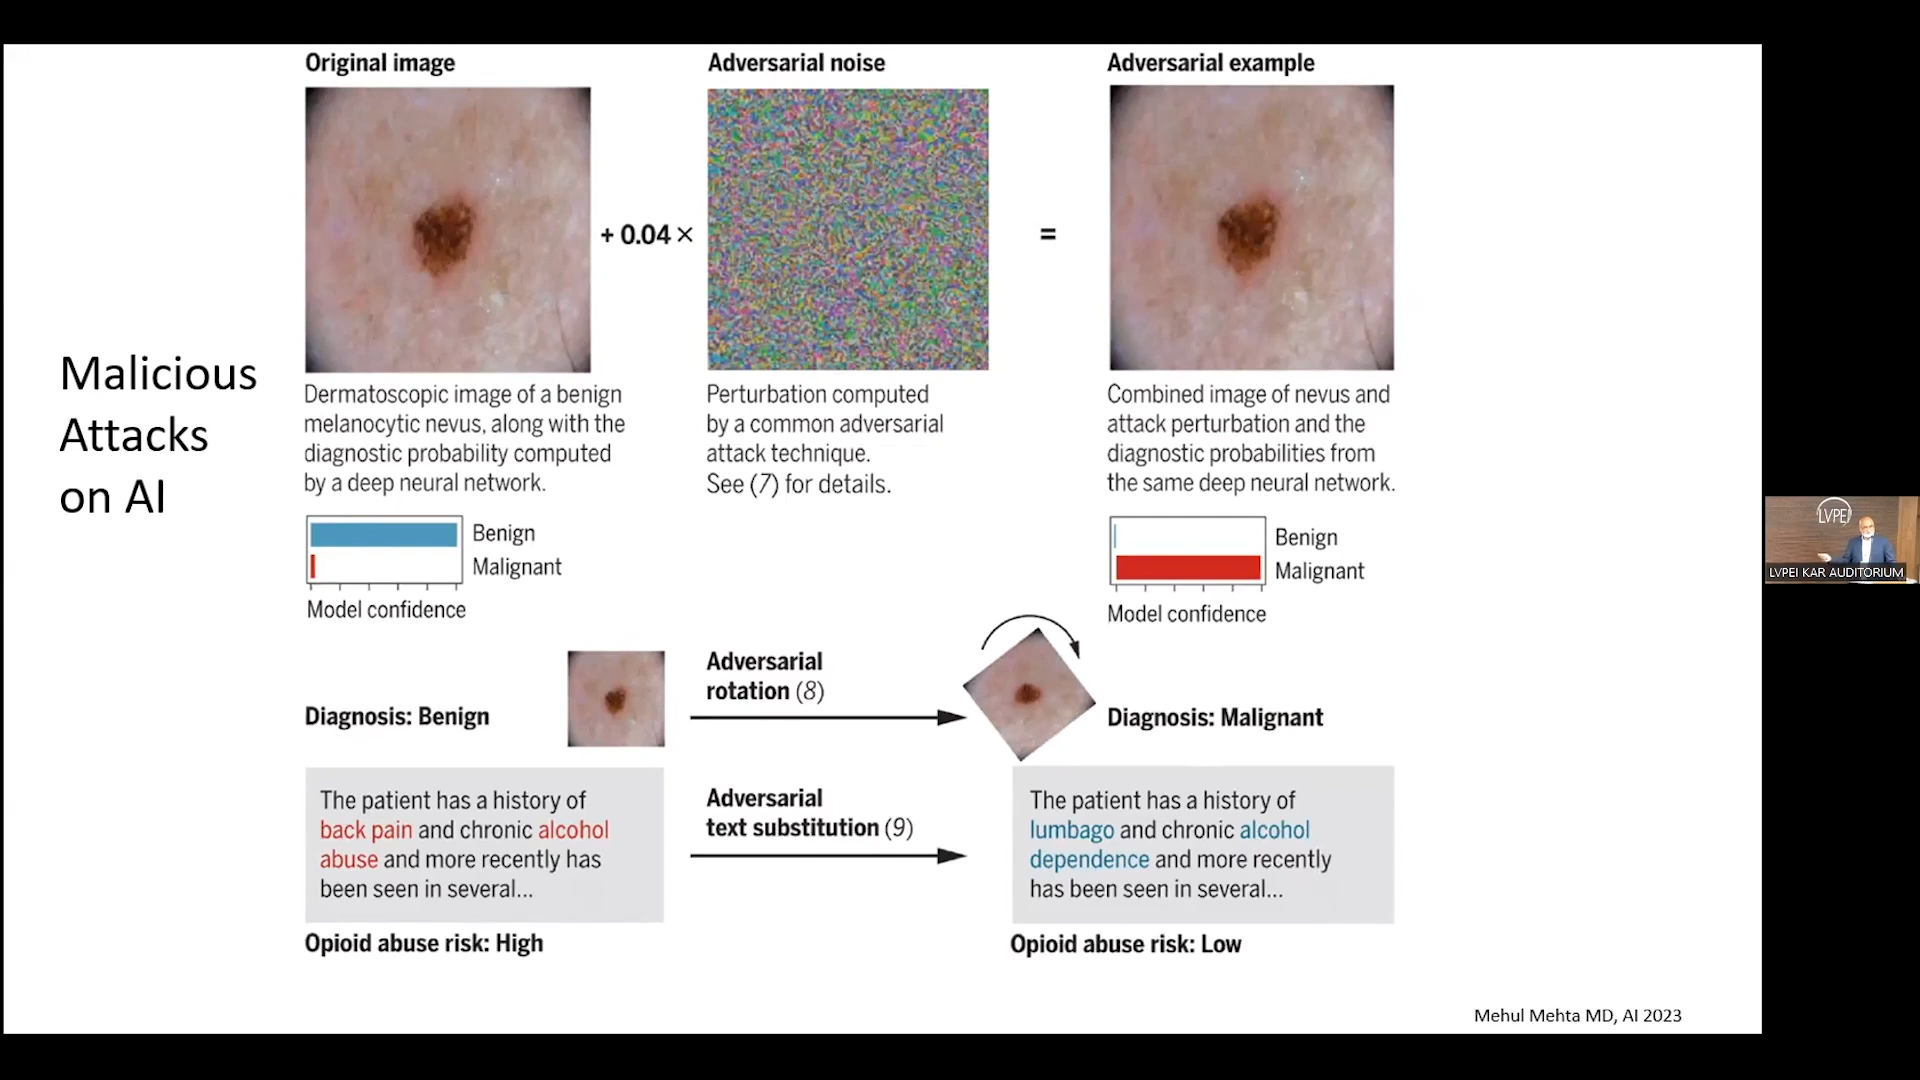 Malicious
Attacks
on AI
Original image
+ 0.04 ×
Adversarial noise
=
Adversarial example
Dermatoscopic image of a benign
melanocytic nevus, along with the
diagnostic probability computed
by a deep neural network.
Perturbation computed
by a common adversarial
attack technique.
See (7) for details.
Combined image of nevus and
attack perturbation and the
diagnostic probabilities from
the same deep neural network.
Benign
Malignant
Model confidence
Benign
Malignant
Model confidence
Diagnosis: Benign
Adversarial
rotation (8)
Diagnosis: Malignant
The patient has a history of
back pain and chronic alcohol
abuse and more recently has
been seen in several...
Adversarial
text substitution (9)
The patient has a history of
lumbago and chronic alcohol
dependence and more recently
has been seen in several...
Opioid abuse risk: High
Opioid abuse risk: Low
Mehul Mehta MD, AI 2023
LVPEI
LVPEI KAR AUDITORIUM